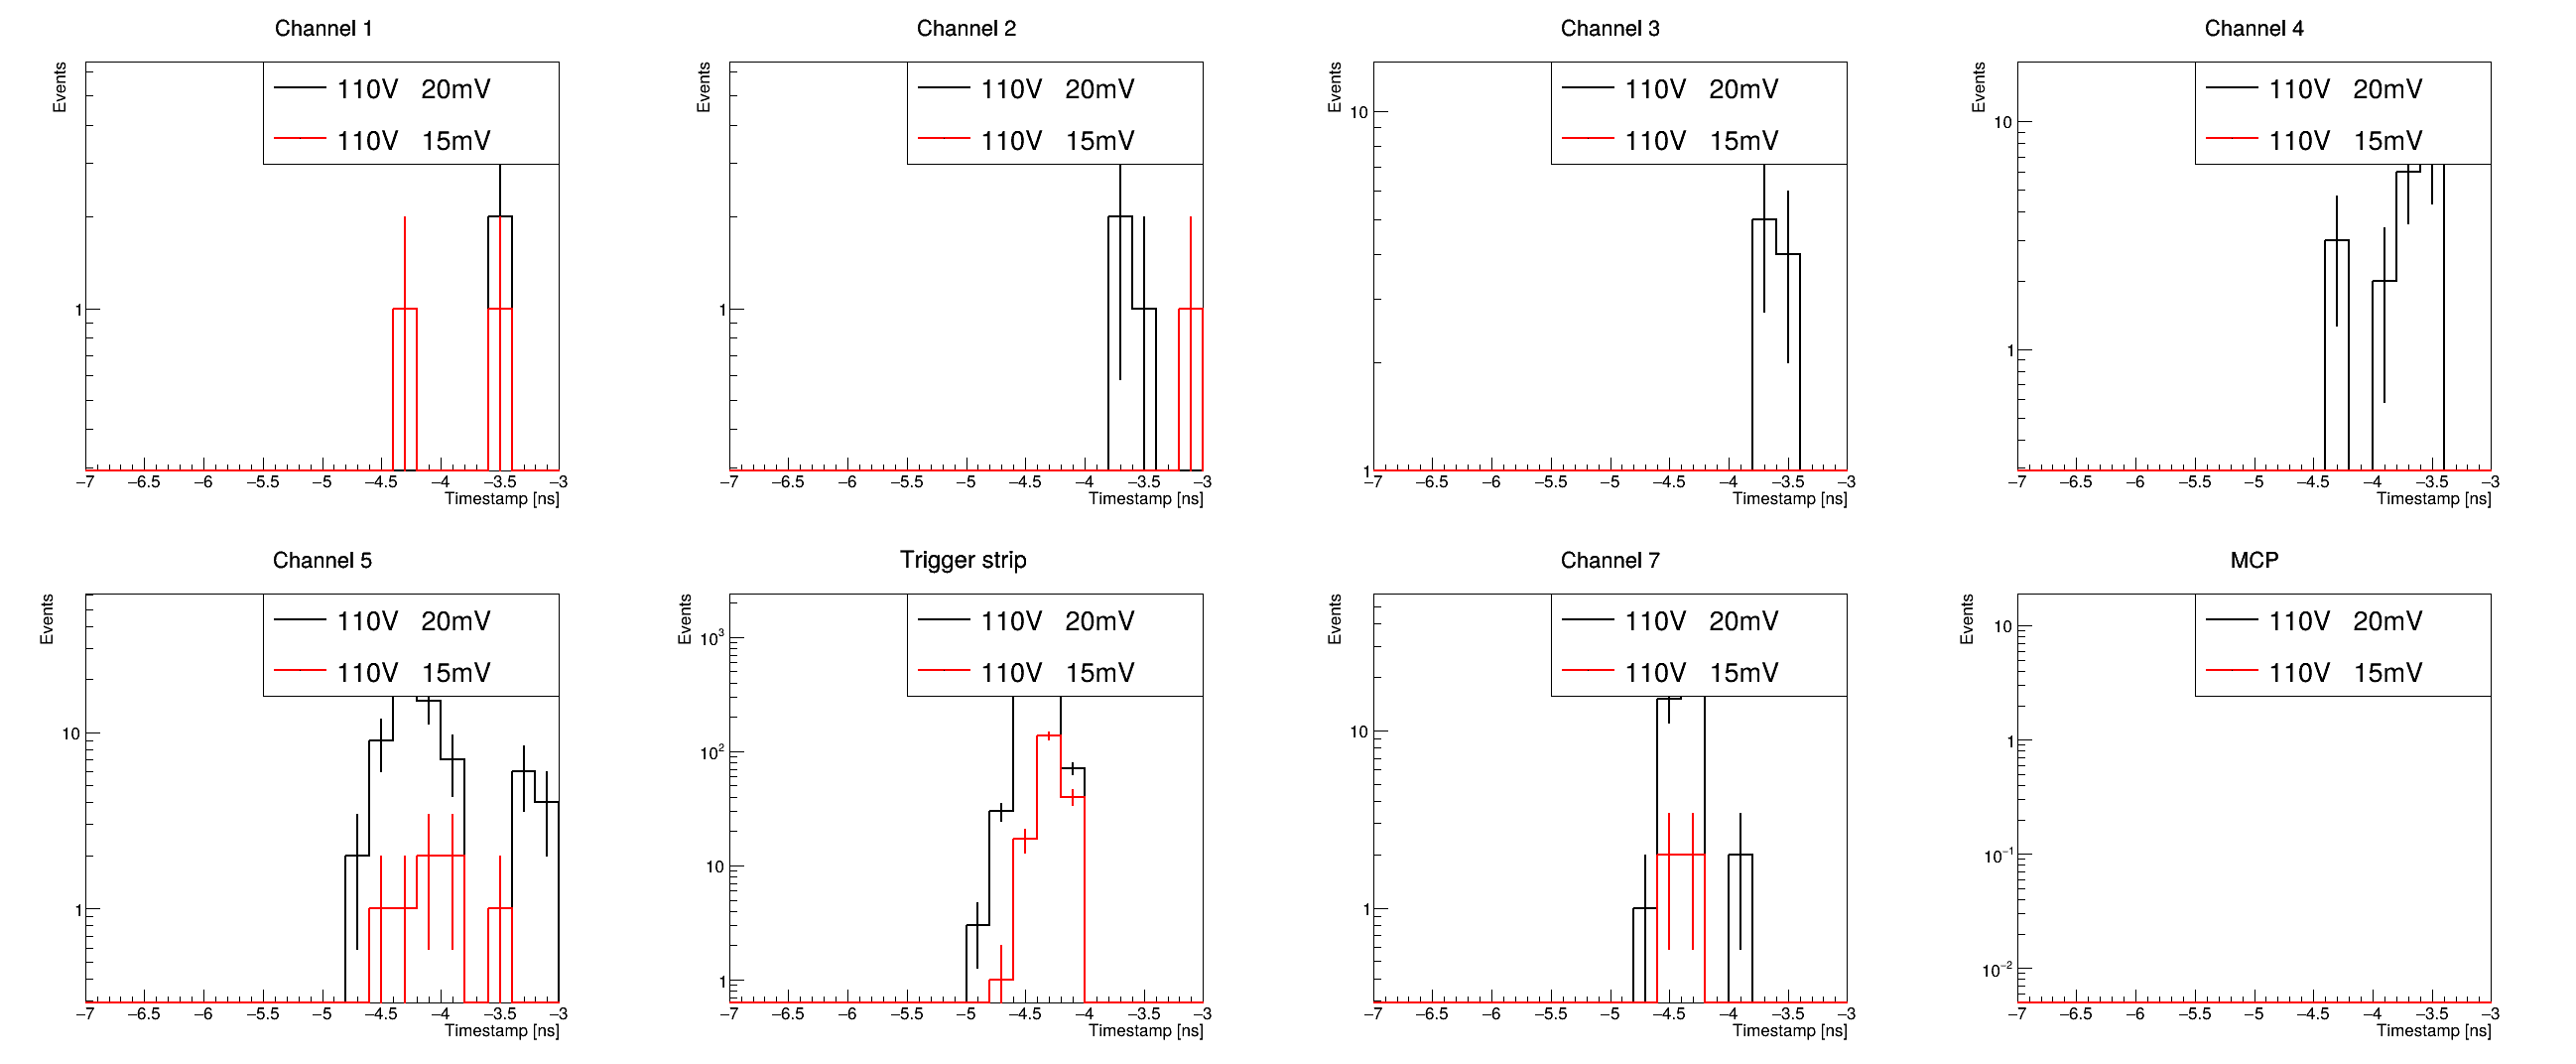 Channel 1
Events
110V 20mV
110V 15mV
1
−7 −6.5 −6 −5.5 −5 −4.5 −4 −3.5 −3
Timestamp [ns]
Channel 2
Events
110V 20mV
110V 15mV
1
−7 −6.5 −6 −5.5 −5 −4.5 −4 −3.5 −3
Timestamp [ns]
Channel 3
Events
110V 20mV
110V 15mV
10
1
−7 −6.5 −6 −5.5 −5 −4.5 −4 −3.5 −3
Timestamp [ns]
Channel 4
Events
110V 20mV
110V 15mV
10
1
−7 −6.5 −6 −5.5 −5 −4.5 −4 −3.5 −3
Timestamp [ns]
Channel 5
Events
110V 20mV
110V 15mV
10
1
−7 −6.5 −6 −5.5 −5 −4.5 −4 −3.5 −3
Timestamp [ns]
Trigger strip
Events
110V 20mV
110V 15mV
10³
10²
10
1
−7 −6.5 −6 −5.5 −5 −4.5 −4 −3.5 −3
Timestamp [ns]
Channel 7
Events
110V 20mV
110V 15mV
10
1
−7 −6.5 −6 −5.5 −5 −4.5 −4 −3.5 −3
Timestamp [ns]
MCP
Events
110V 20mV
110V 15mV
10
1
10⁻¹
10⁻²
−7 −6.5 −6 −5.5 −5 −4.5 −4 −3.5 −3
Timestamp [ns]